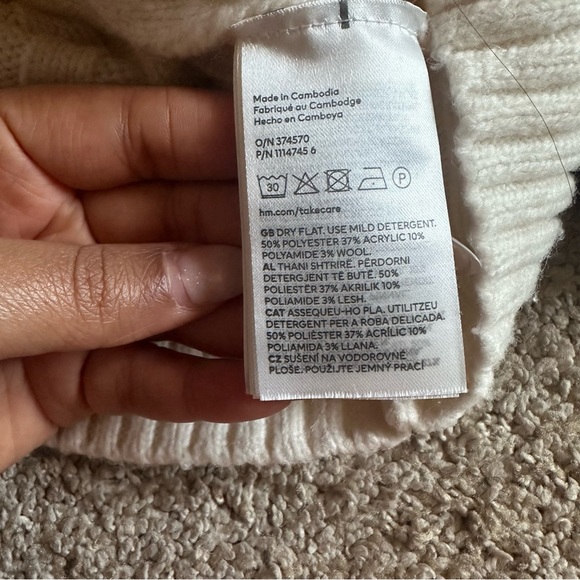 Made in Cambodia
Fabriqué au Cambodge
Hecho en Camboya
O/N 374570
P/N 1114745 6
30 P
hm.com/takecare
GB DRY FLAT. USE MILD DETERGENT.
50% POLYESTER 37% ACRYLIC 10%
POLYAMIDE 3% WOOL.
AL THANI SHTRIRË. PËRDORNI
DETERGJENT TË BUTË. 50%
POLIESTËR 37% AKRILIK 10%
POLIAMIDE 3% LESH.
CAT ASSEQUEU-HO PLA. UTILITZEU
DETERGENT PER A ROBA DELICADA.
50% POLIÈSTER 37% ACRÍLIC 10%
POLIAMIDA 3% LLANA.
CZ SUŠENÍ NA VODOROVNÉ
PLOŠE. POUŽIJTE JEMNÝ PRACÍ